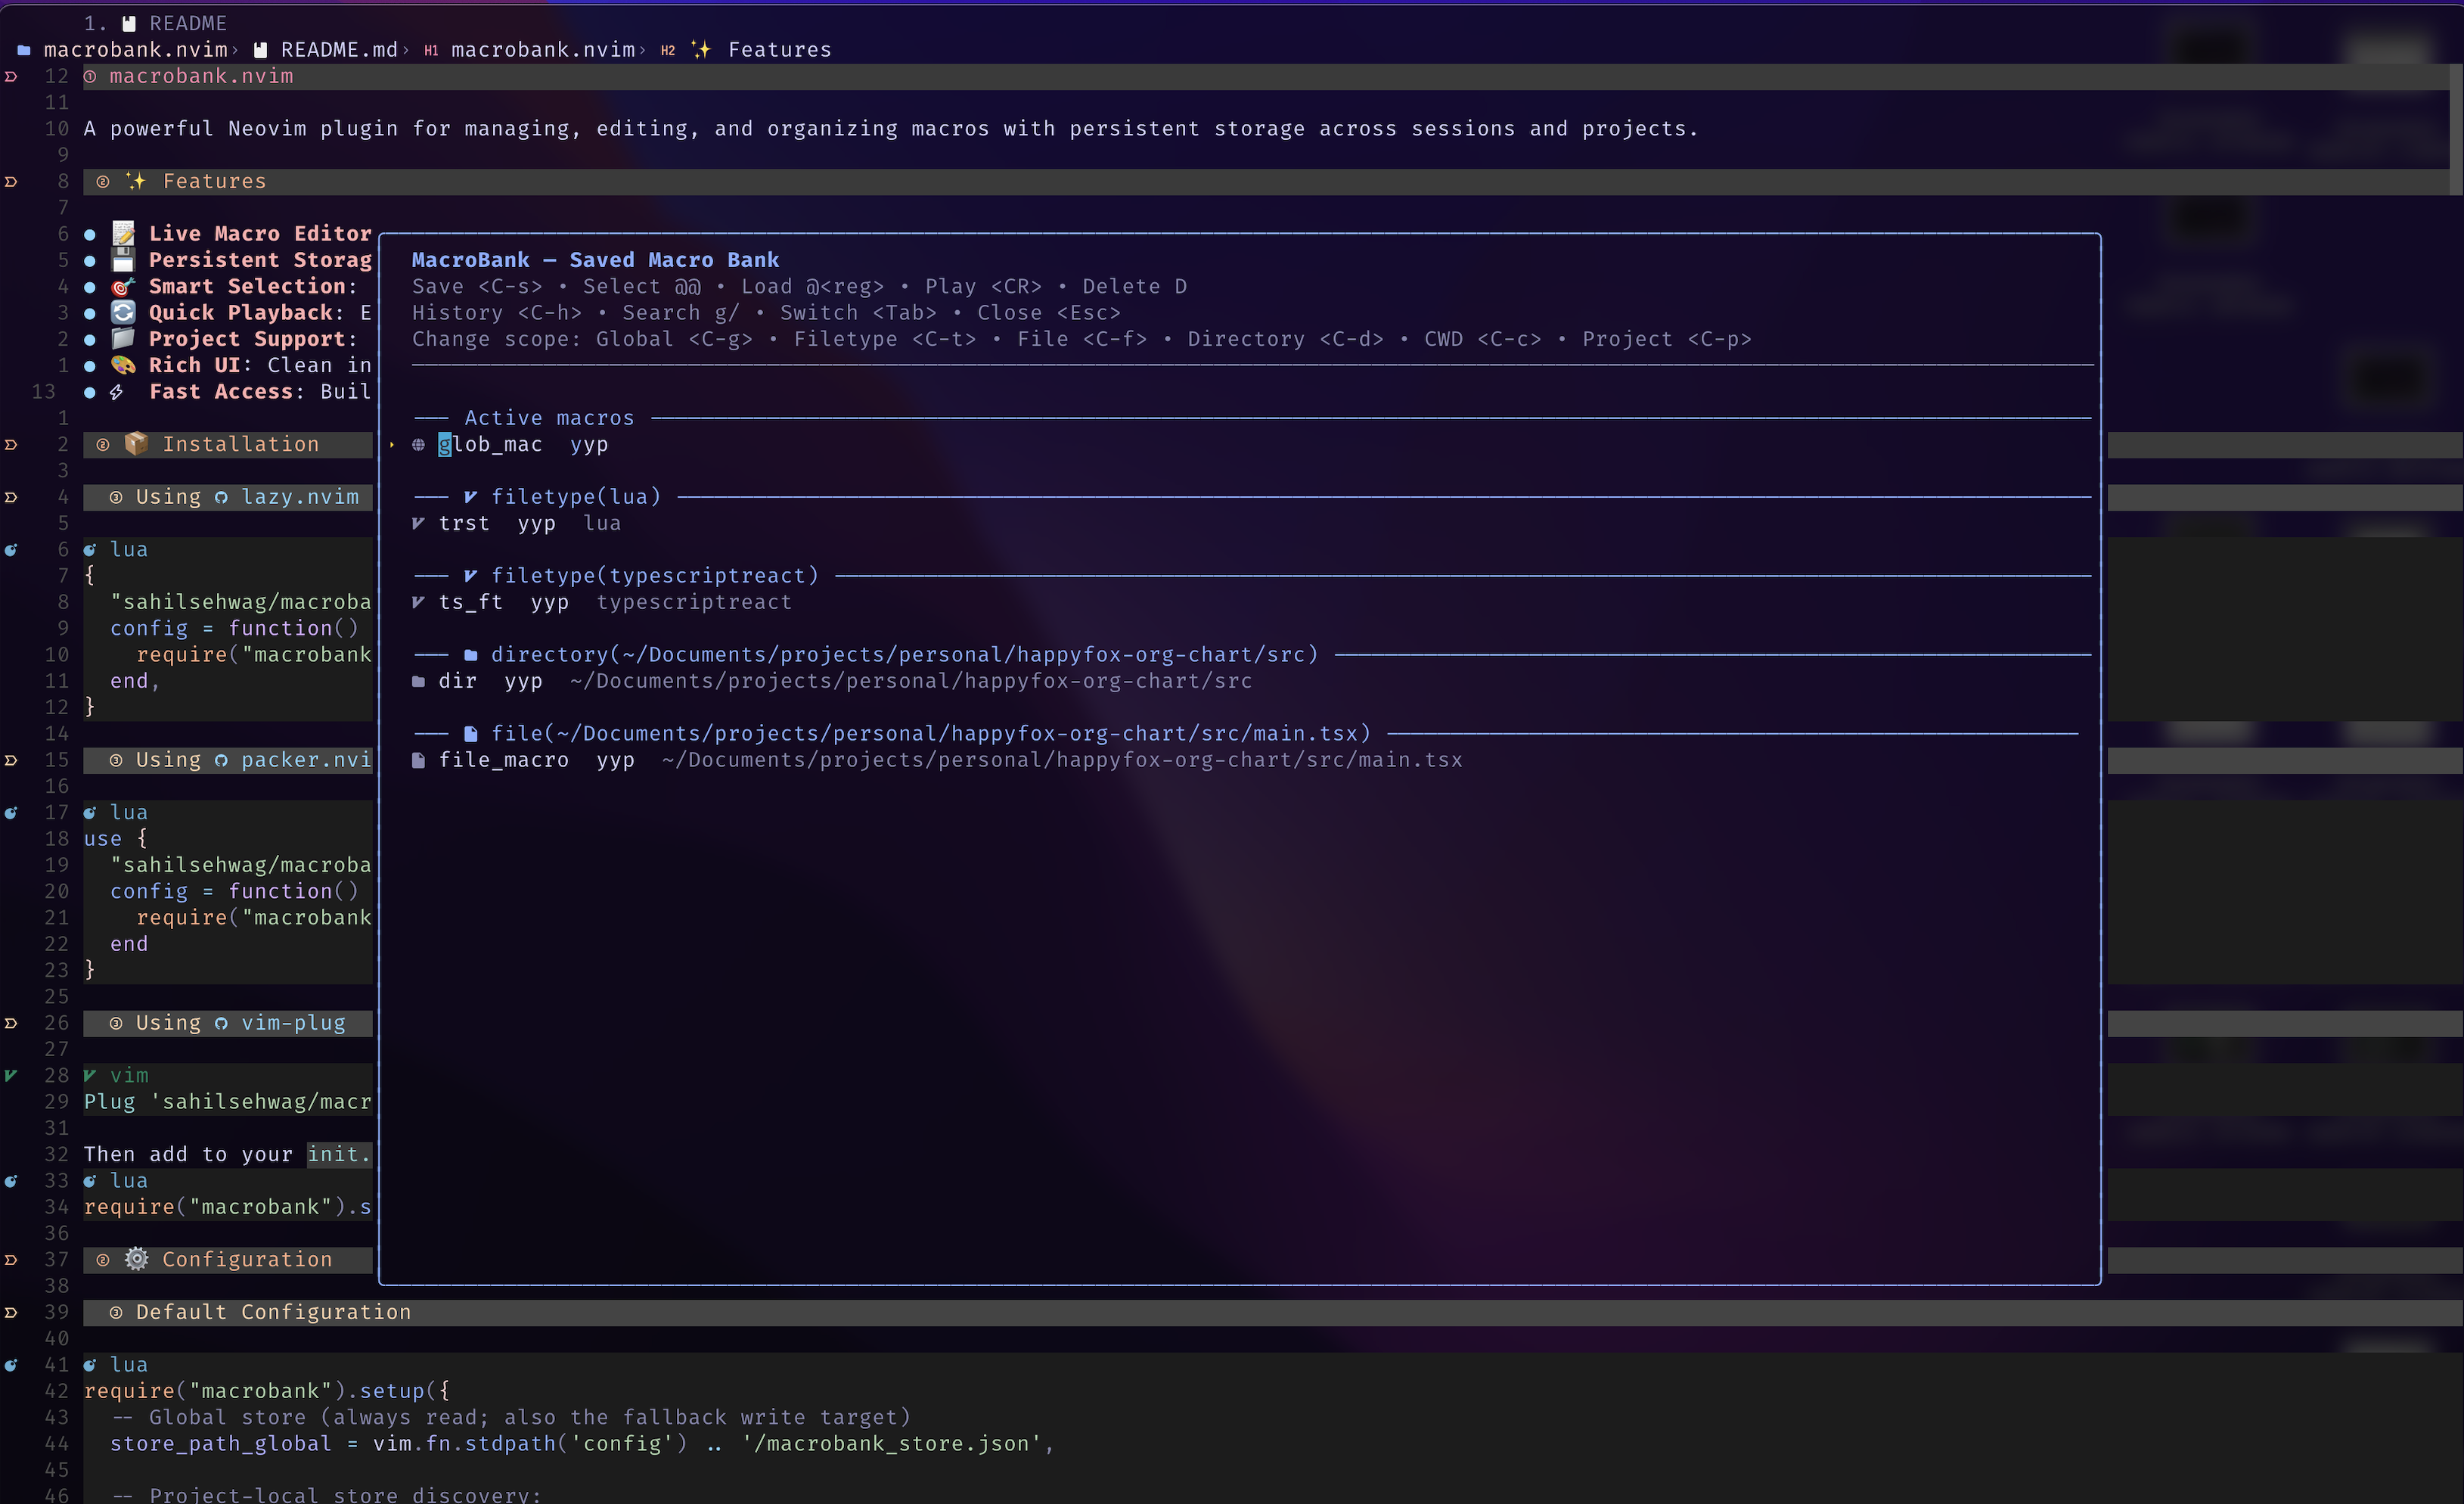 1. README
macrobank.nvim › README.md › H1 macrobank.nvim › H2 ✨ Features
12 ① macrobank.nvim
11
10 A powerful Neovim plugin for managing, editing, and organizing macros with persistent storage across sessions and projects.
9
8 ② ✨ Features
7
6 ● 📝 Live Macro Editor
5 ● 💾 Persistent Storag
4 ● 🎯 Smart Selection:
3 ● 🔄 Quick Playback: E
2 ● 📁 Project Support:
1 ● 🎨 Rich UI: Clean in
13 ● ⚡ Fast Access: Buil
1
2 ② 📦 Installation
3
4 ③ Using lazy.nvim
5
6 lua
7 {
8 "sahilsehwag/macroba
9 config = function()
10 require("macrobank
11 end,
12 }
14
15 ③ Using packer.nvi
16
17 lua
18 use {
19 "sahilsehwag/macroba
20 config = function()
21 require("macrobank
22 end
23 }
25
26 ③ Using vim-plug
27
28 vim
29 Plug 'sahilsehwag/macr
31
32 Then add to your init.
33 lua
34 require("macrobank").s
36
37 ② ⚙️ Configuration
38
39 ③ Default Configuration
40
41 lua
42 require("macrobank").setup({
43 -- Global store (always read; also the fallback write target)
44 store_path_global = vim.fn.stdpath('config') .. '/macrobank_store.json',
45
46 -- Project-local store discovery:
MacroBank — Saved Macro Bank
Save <C-s> • Select @@ • Load @<reg> • Play <CR> • Delete D
History <C-h> • Search g/ • Switch <Tab> • Close <Esc>
Change scope: Global <C-g> • Filetype <C-t> • File <C-f> • Directory <C-d> • CWD <C-c> • Project <C-p>
Active macros
glob_mac yyp
filetype(lua)
trst yyp lua
filetype(typescriptreact)
ts_ft yyp typescriptreact
directory(~/Documents/projects/personal/happyfox-org-chart/src)
dir yyp ~/Documents/projects/personal/happyfox-org-chart/src
file(~/Documents/projects/personal/happyfox-org-chart/src/main.tsx)
file_macro yyp ~/Documents/projects/personal/happyfox-org-chart/src/main.tsx